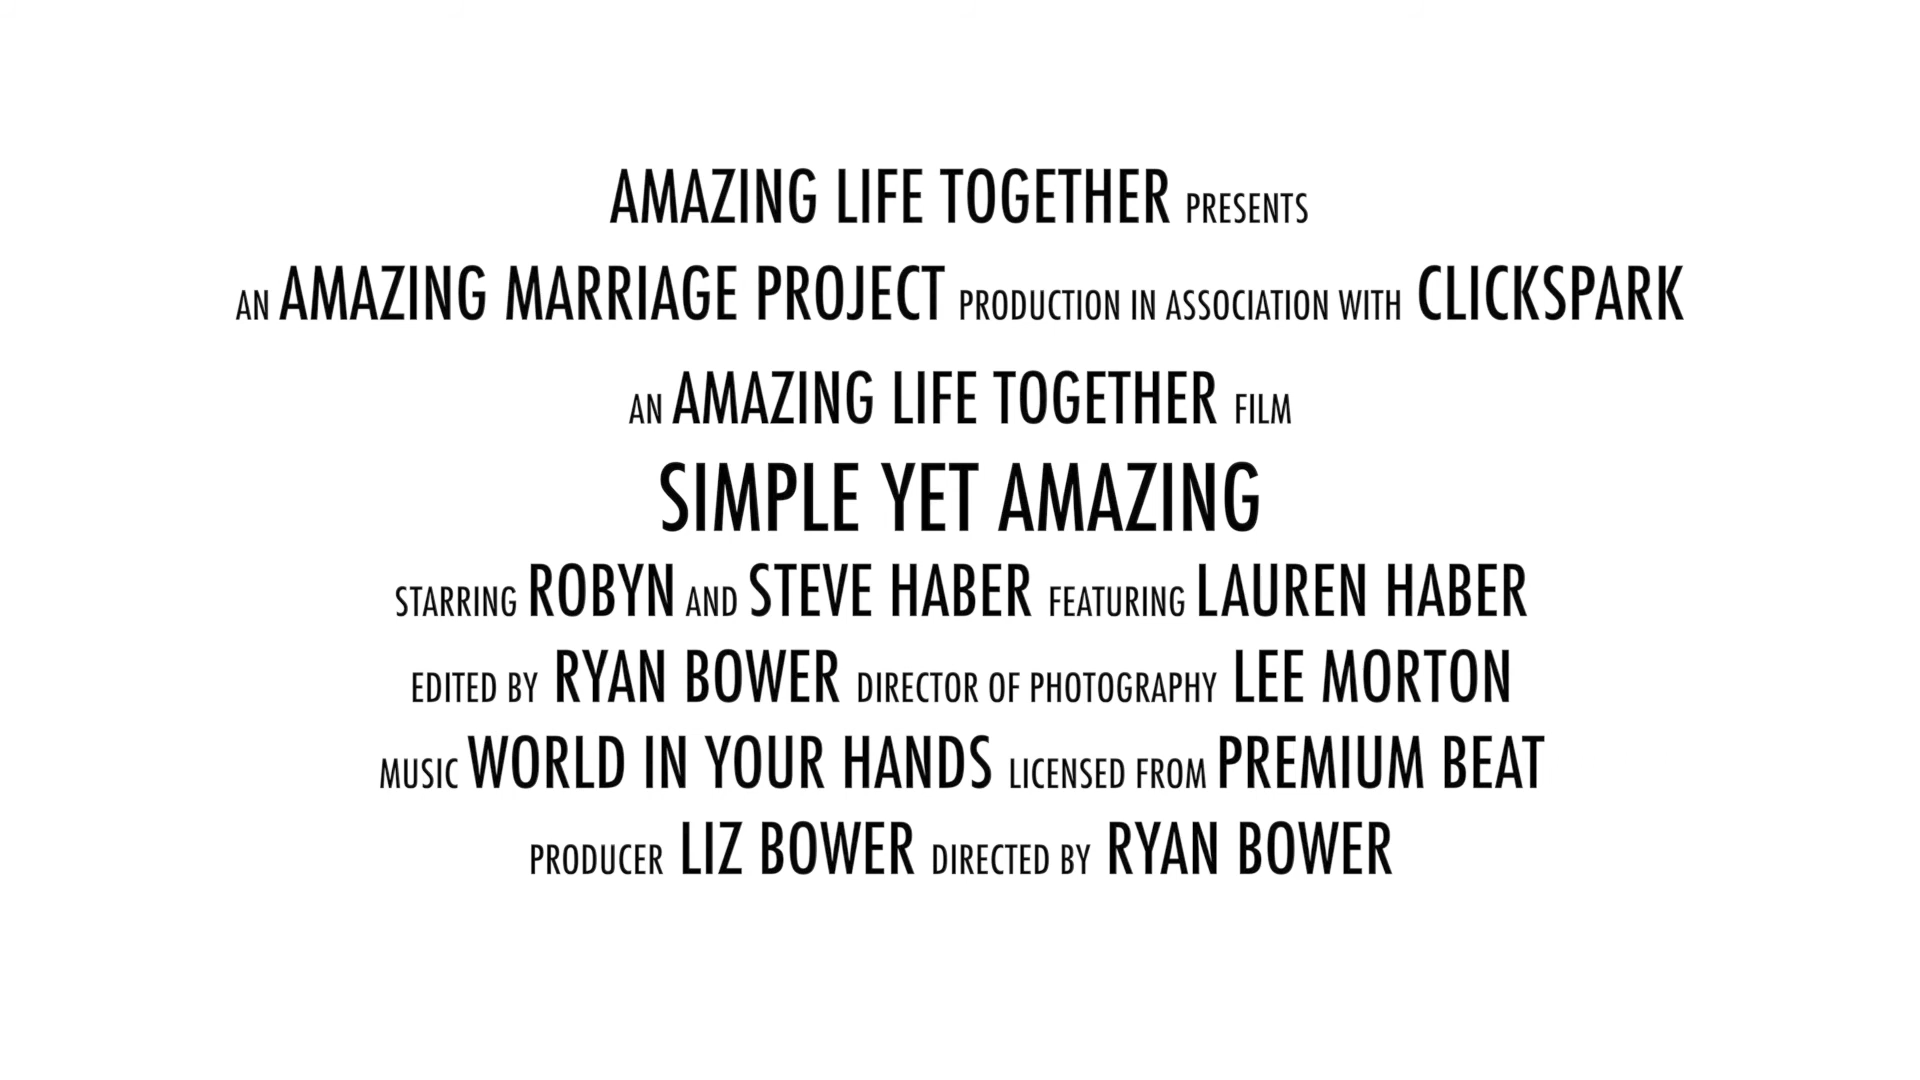 AMAZING LIFE TOGETHER PRESENTS
AN AMAZING MARRIAGE PROJECT PRODUCTION IN ASSOCIATION WITH CLICKSPARK
AN AMAZING LIFE TOGETHER FILM
SIMPLE YET AMAZING
STARRING ROBYN AND STEVE HABER FEATURING LAUREN HABER
EDITED BY RYAN BOWER DIRECTOR OF PHOTOGRAPHY LEE MORTON
MUSIC WORLD IN YOUR HANDS LICENSED FROM PREMIUM BEAT
PRODUCER LIZ BOWER DIRECTED BY RYAN BOWER